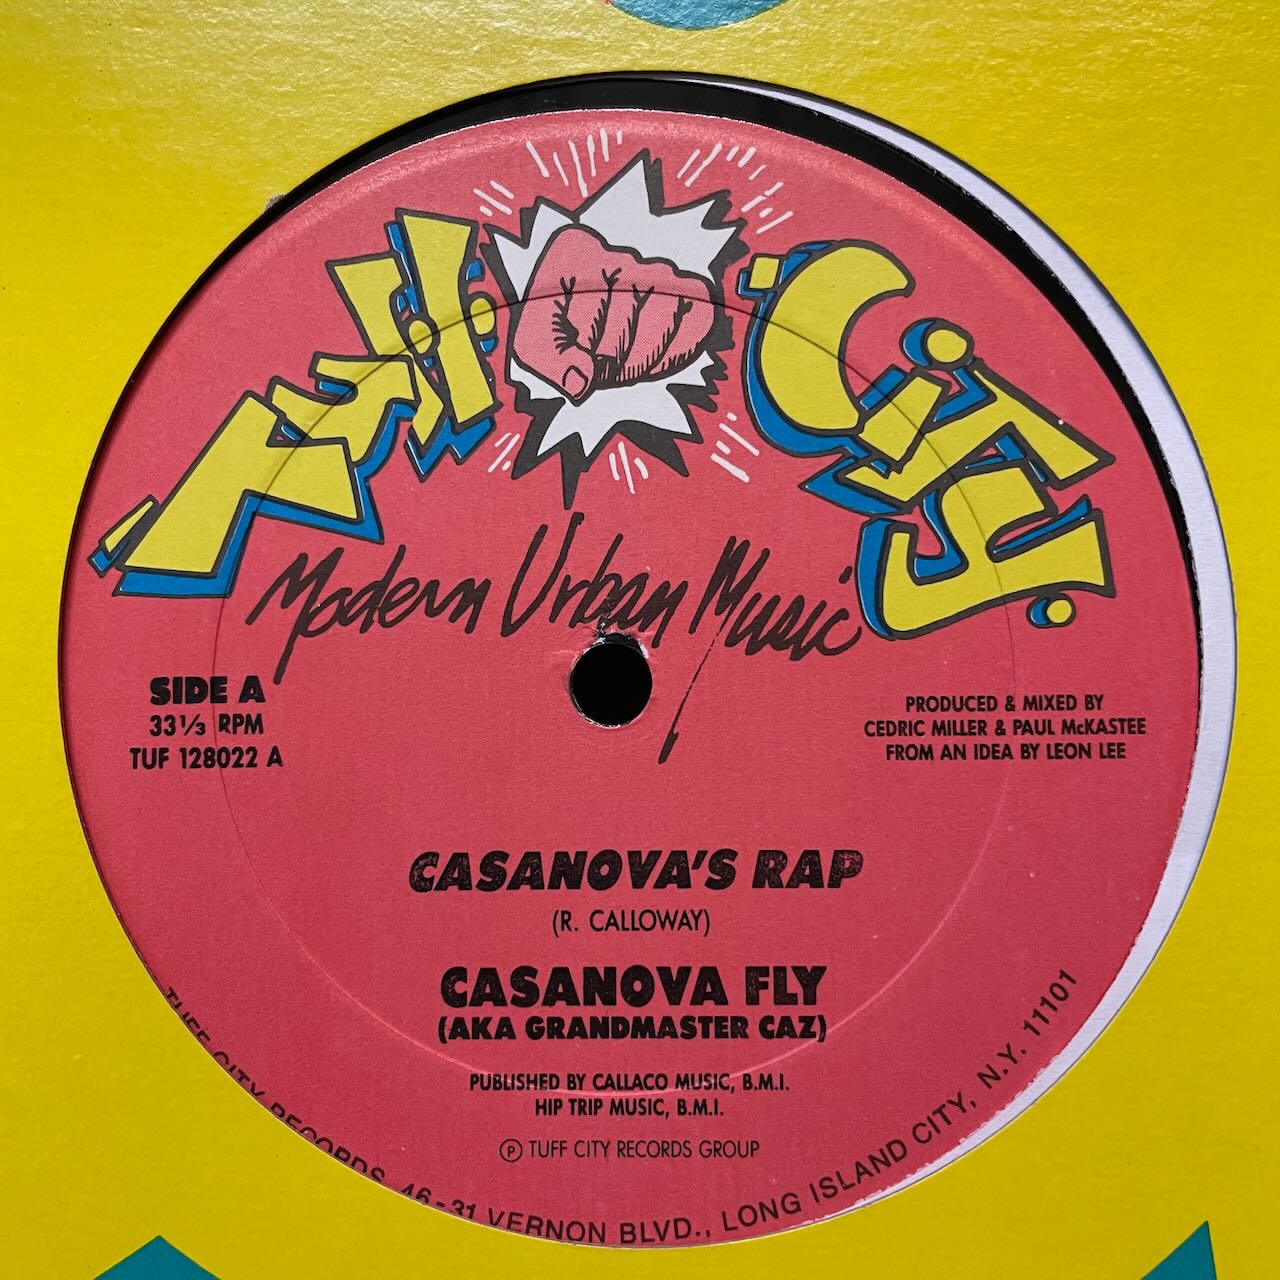 Tuff City!
Modern Urban Music
SIDE A
33 1/3 RPM
TUF 128022 A
PRODUCED & MIXED BY
CEDRIC MILLER & PAUL McKASTEE
FROM AN IDEA BY LEON LEE
CASANOVA'S RAP
(R. CALLOWAY)
CASANOVA FLY
(AKA GRANDMASTER CAZ)
PUBLISHED BY CALLACO MUSIC, B.M.I.
HIP TRIP MUSIC, B.M.I.
Ⓟ TUFF CITY RECORDS GROUP
TUFF CITY RECORDS 46-31 VERNON BLVD., LONG ISLAND CITY, N.Y. 11101